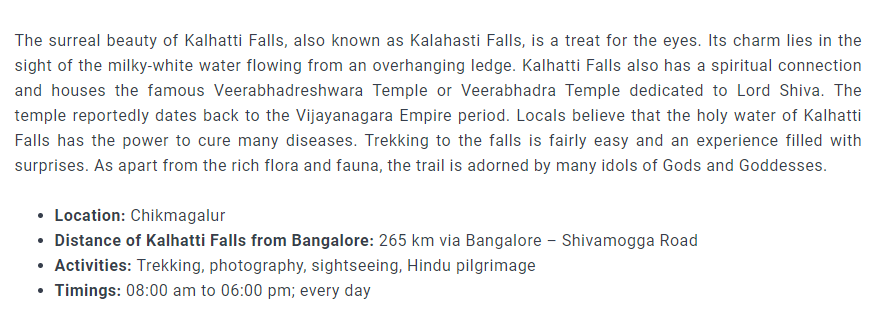 The surreal beauty of Kalhatti Falls, also known as Kalahasti Falls, is a treat for the eyes. Its charm lies in the
sight of the milky-white water flowing from an overhanging ledge. Kalhatti Falls also has a spiritual connection
and houses the famous Veerabhadreshwara Temple or Veerabhadra Temple dedicated to Lord Shiva. The
temple reportedly dates back to the Vijayanagara Empire period. Locals believe that the holy water of Kalhatti
Falls has the power to cure many diseases. Trekking to the falls is fairly easy and an experience filled with
surprises. As apart from the rich flora and fauna, the trail is adorned by many idols of Gods and Goddesses.
• Location: Chikmagalur
• Distance of Kalhatti Falls from Bangalore: 265 km via Bangalore – Shivamogga Road
• Activities: Trekking, photography, sightseeing, Hindu pilgrimage
• Timings: 08:00 am to 06:00 pm; every day